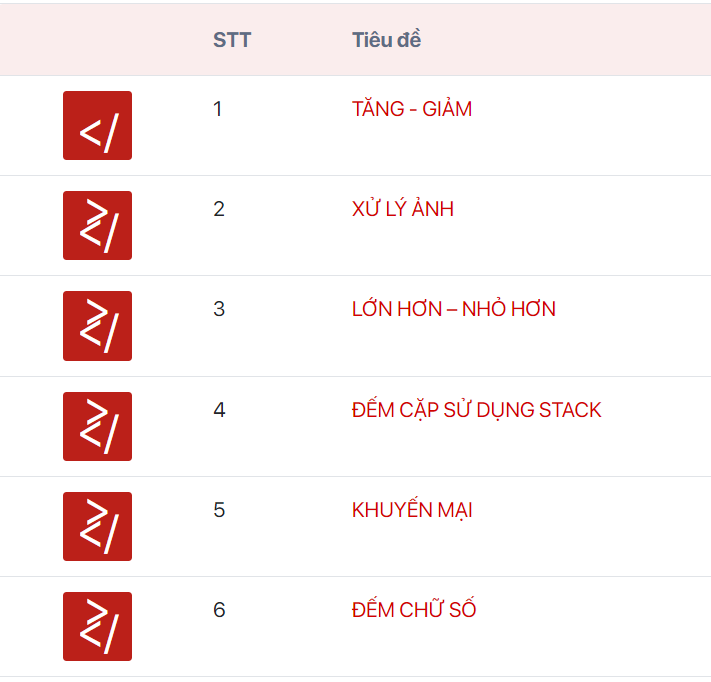 STT Tiêu đề
</ 1 TĂNG - GIẢM
</> 2 XỬ LÝ ẢNH
</> 3 LỚN HƠN – NHỎ HƠN
</> 4 ĐẾM CẶP SỬ DỤNG STACK
</> 5 KHUYẾN MẠI
</> 6 ĐẾM CHỮ SỐ